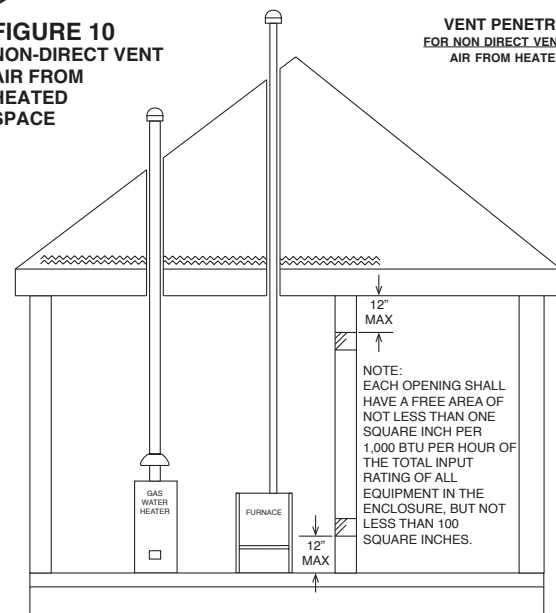 FIGURE 10
NON-DIRECT VENT
AIR FROM
HEATED
SPACE
VENT PENETR
FOR NON DIRECT VEN
AIR FROM HEATE
12"
MAX
NOTE:
EACH OPENING SHALL
HAVE A FREE AREA OF
NOT LESS THAN ONE
SQUARE INCH PER
1,000 BTU PER HOUR OF
THE TOTAL INPUT
RATING OF ALL
EQUIPMENT IN THE
ENCLOSURE, BUT NOT
LESS THAN 100
SQUARE INCHES.
GAS
WATER
HEATER
FURNACE
12"
MAX